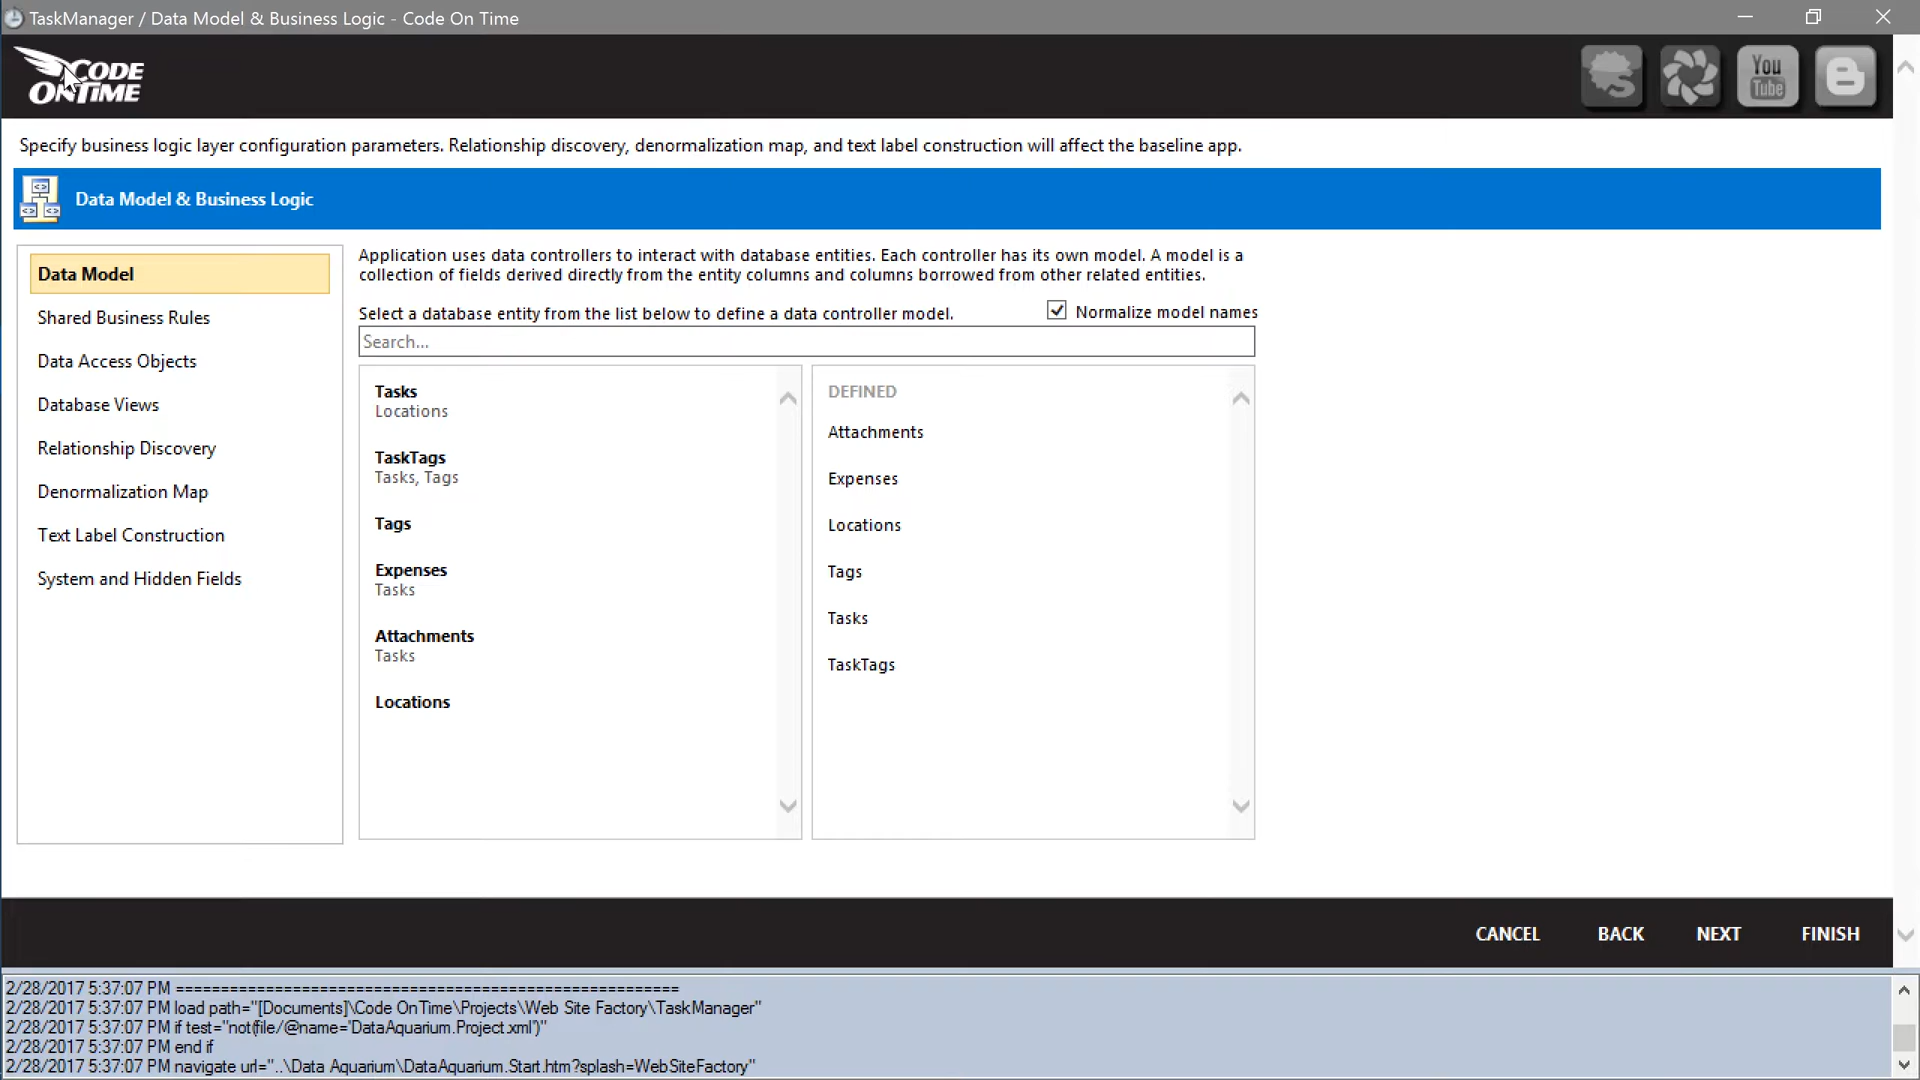 TaskManager / Data Model & Business Logic - Code On Time
CODE
ONTIME
You
Tube
Specify business logic layer configuration parameters. Relationship discovery, denormalization map, and text label construction will affect the baseline app.
Data Model & Business Logic
Data Model
Shared Business Rules
Data Access Objects
Database Views
Relationship Discovery
Denormalization Map
Text Label Construction
System and Hidden Fields
Application uses data controllers to interact with database entities. Each controller has its own model. A model is a
collection of fields derived directly from the entity columns and columns borrowed from other related entities.
Select a database entity from the list below to define a data controller model.
Normalize model names
Search...
Tasks
Locations
TaskTags
Tasks, Tags
Tags
Expenses
Tasks
Attachments
Tasks
Locations
DEFINED
Attachments
Expenses
Locations
Tags
Tasks
TaskTags
CANCEL
BACK
NEXT
FINISH
2/28/2017 5:37:07 PM ====================================================
2/28/2017 5:37:07 PM load path="[Documents]\Code OnTime\Projects\Web Site Factory\TaskManager"
2/28/2017 5:37:07 PM if test="not(file/@name='DataAquarium.Project.xml')"
2/28/2017 5:37:07 PM end if
2/28/2017 5:37:07 PM navigate url="..\Data Aquarium\DataAquarium.Start.htm?splash=WebSiteFactory"